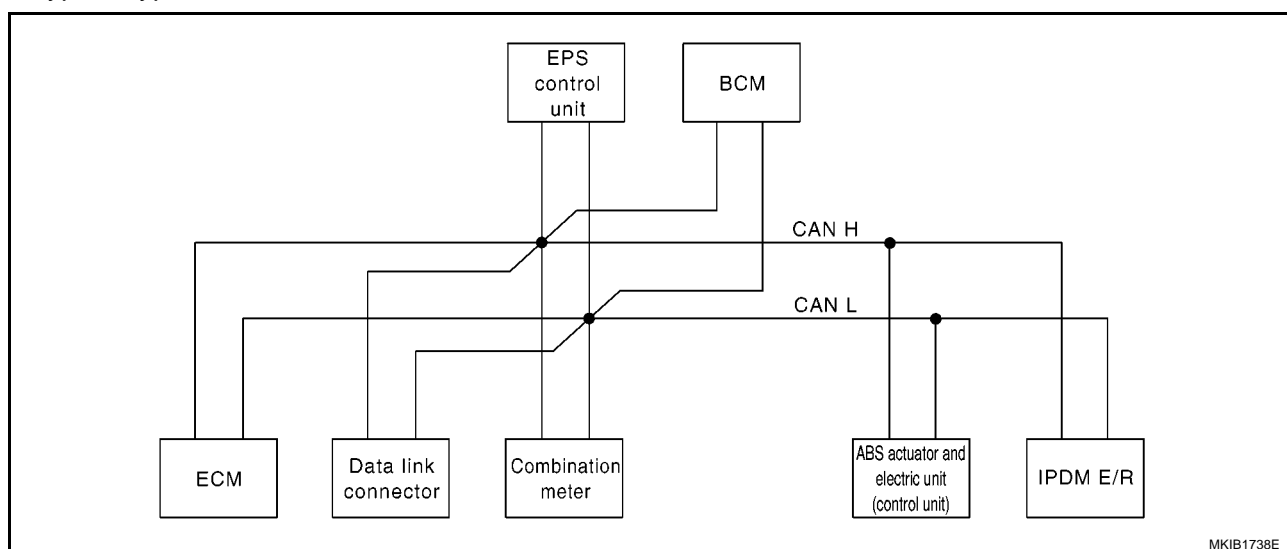 EPS
control
unit
BCM
CAN H
CAN L
ECM
Data link
connector
Combination
meter
ABS actuator and
electric unit
(control unit)
IPDM E/R
MKIB1738E